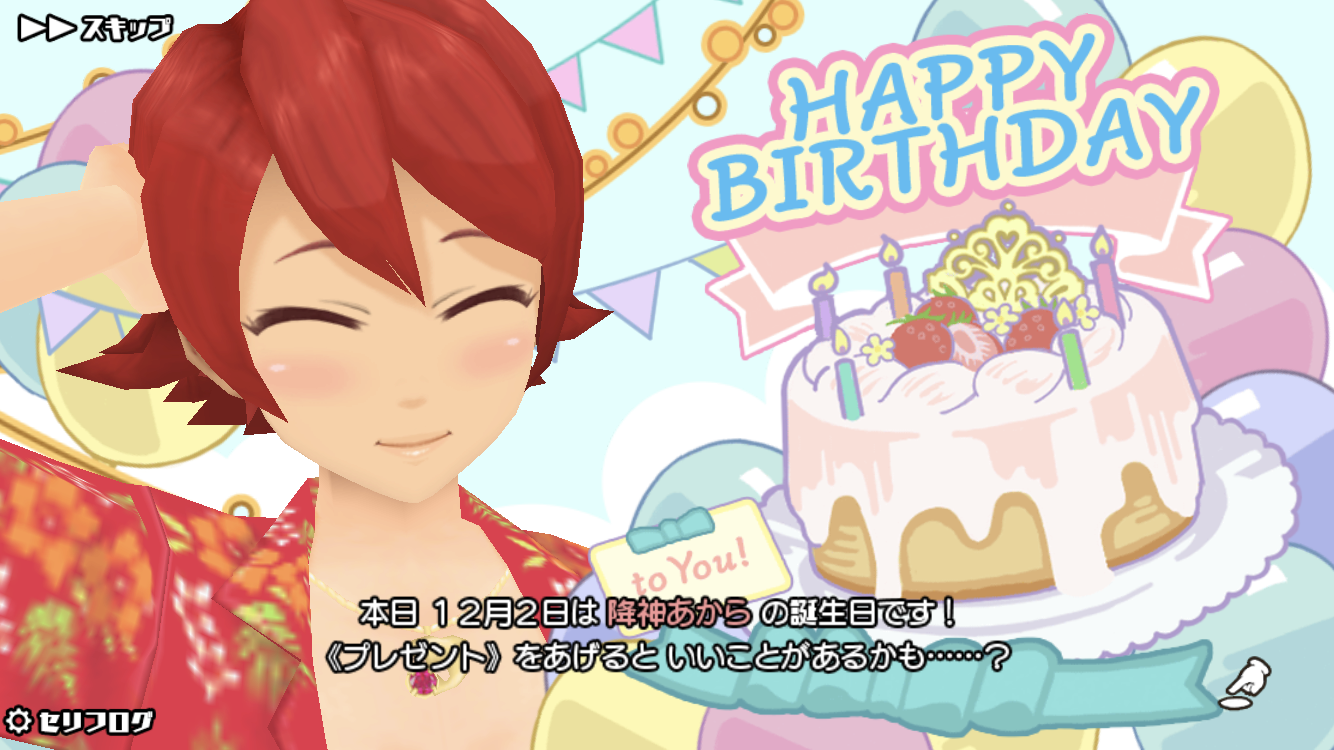 スキップ
HAPPY
BIRTHDAY
to You!
本日 12月2日は 降神あから の誕生日です！
《プレゼント》をあげると いいことがあるかも……？
セリフログ